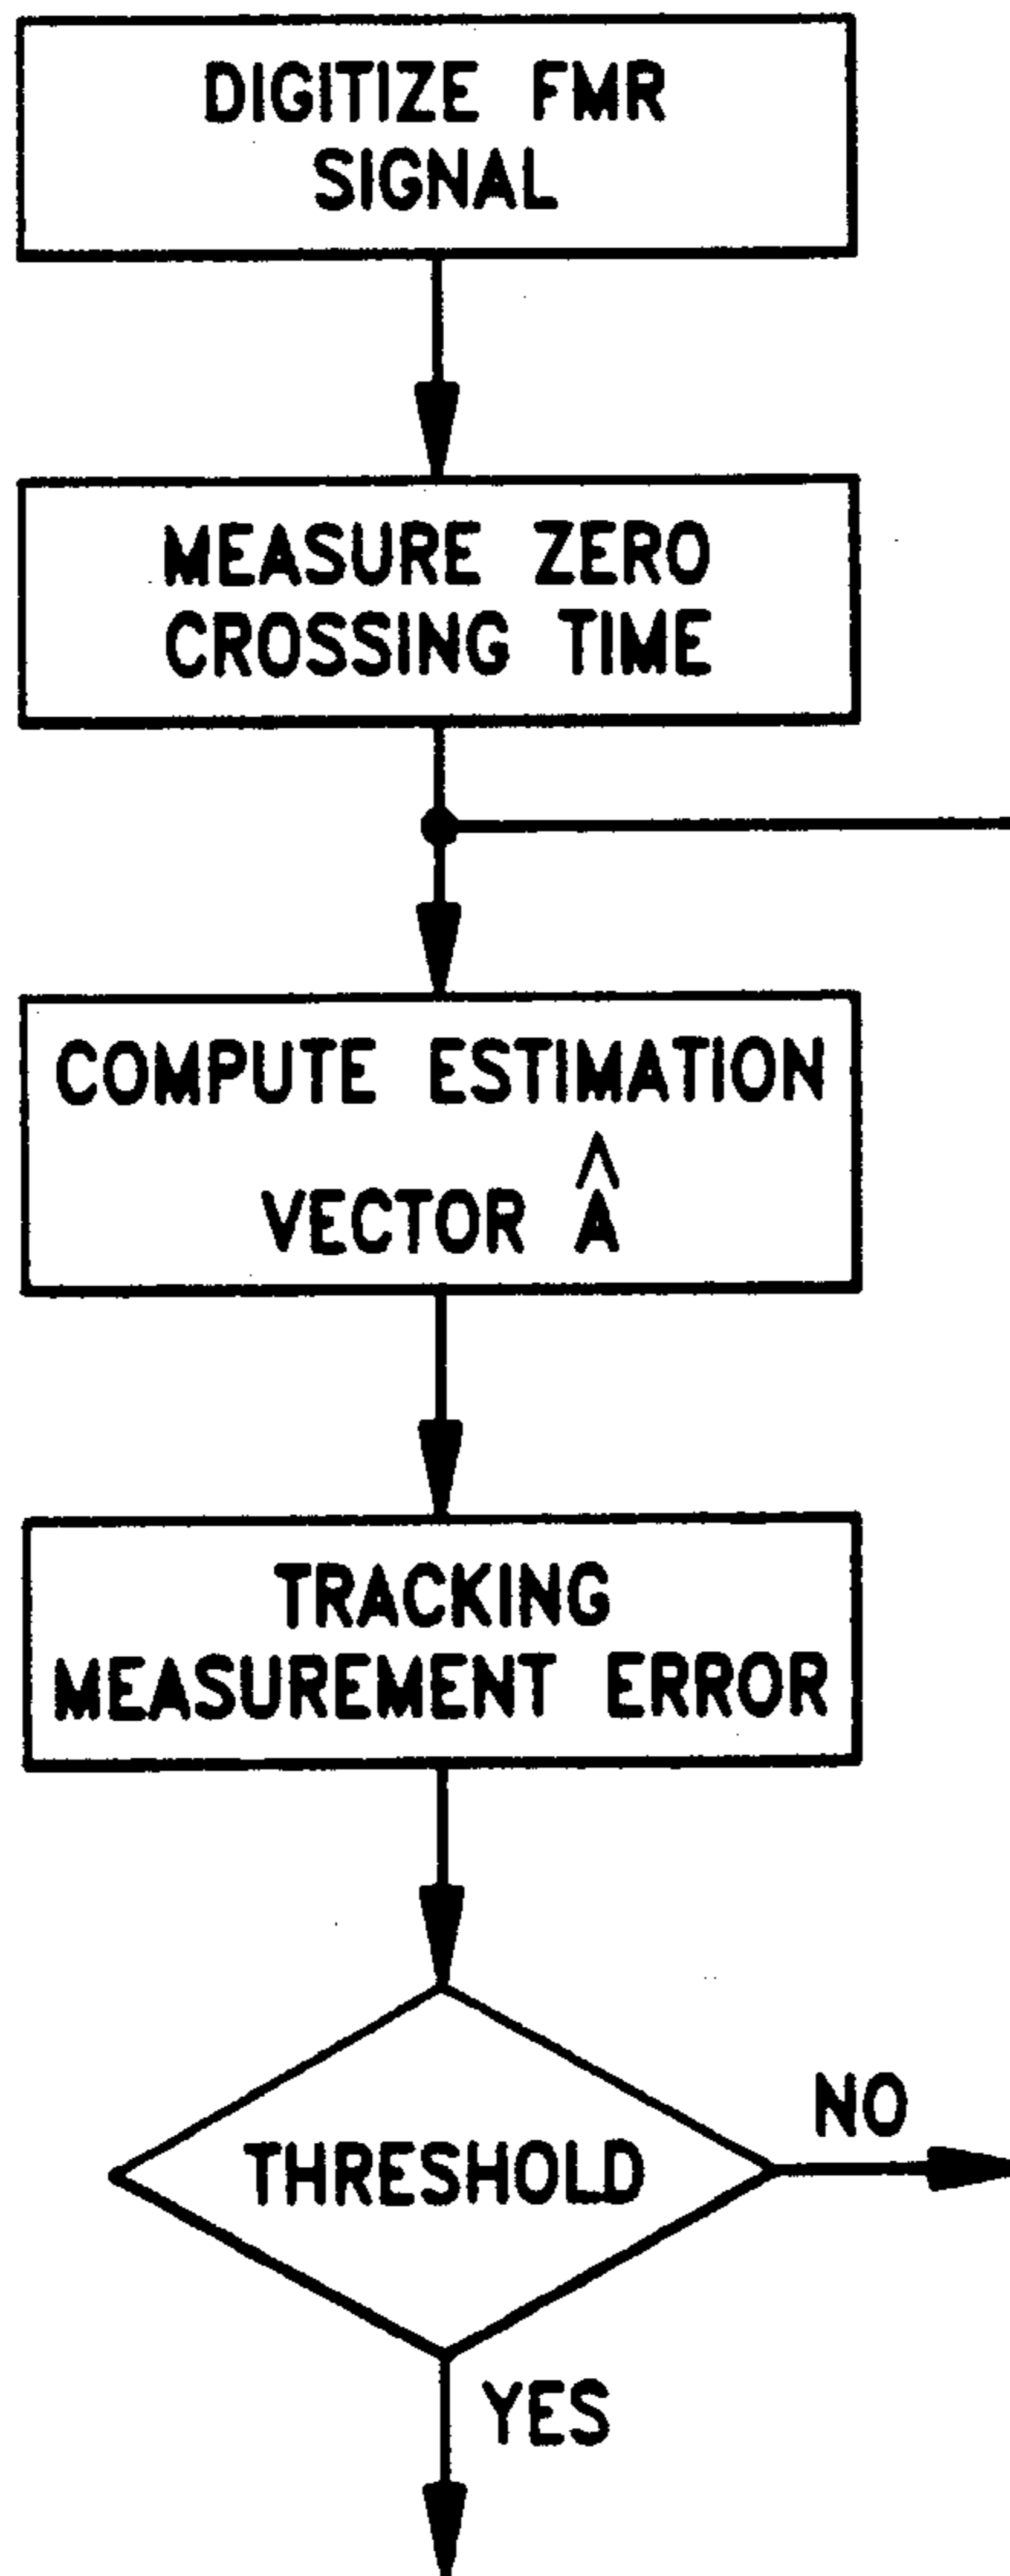 DIGITIZE FMR
SIGNAL
MEASURE ZERO
CROSSING TIME
COMPUTE ESTIMATION
VECTOR Â
TRACKING
MEASUREMENT ERROR
THRESHOLD
NO
YES